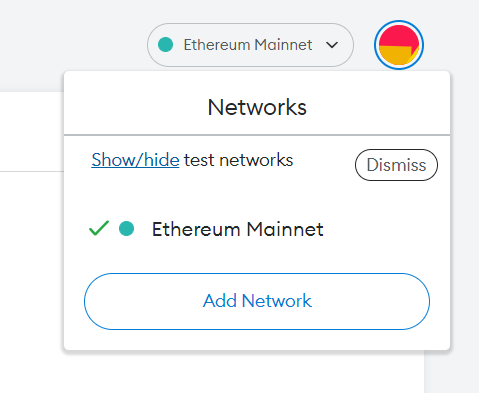 Ethereum Mainnet
Networks
Show/hide test networks
Dismiss
Ethereum Mainnet
Add Network